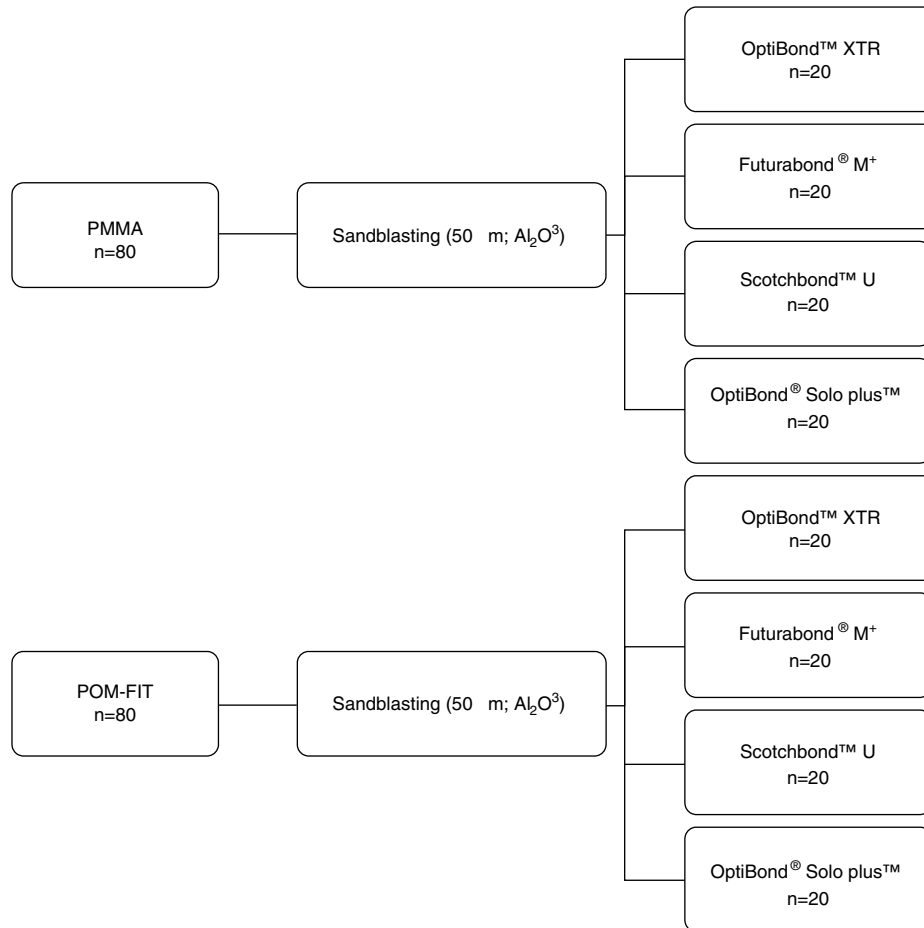 PMMA
n=80
Sandblasting (50 m; Al₂O³)
OptiBond™ XTR
n=20
Futurabond® M⁺
n=20
Scotchbond™ U
n=20
OptiBond® Solo plus™
n=20
POM-FIT
n=80
Sandblasting (50 m; Al₂O³)
OptiBond™ XTR
n=20
Futurabond® M⁺
n=20
Scotchbond™ U
n=20
OptiBond® Solo plus™
n=20